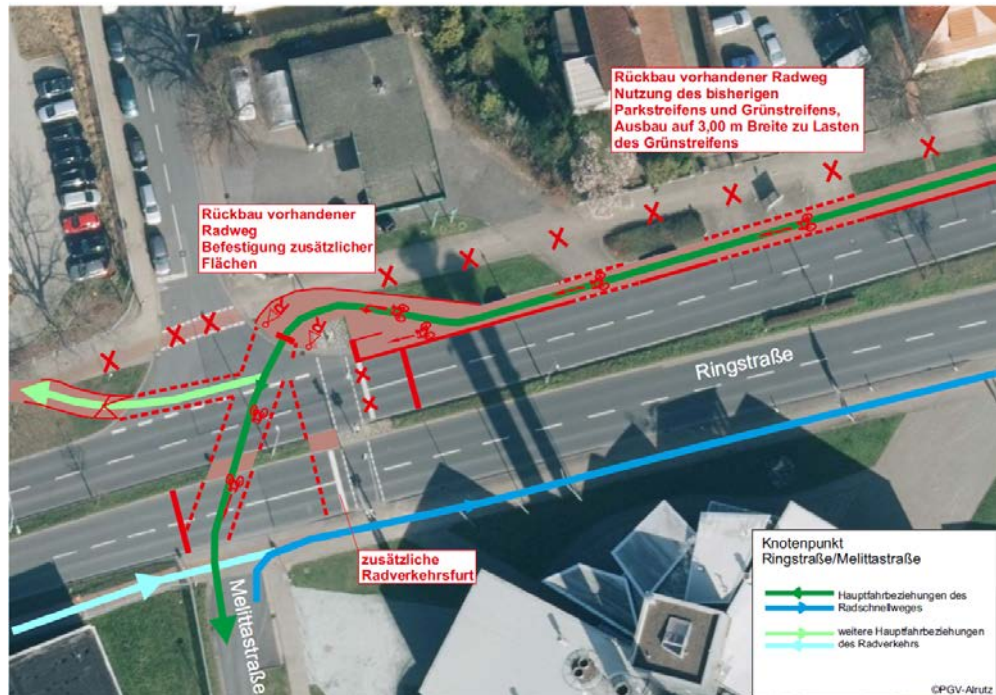 Rückbau vorhandener Radweg
Nutzung des bisherigen
Parkstreifens und Grünstreifens,
Ausbau auf 3,00 m Breite zu Lasten
des Grünstreifens
Rückbau vorhandener
Radweg
Befestigung zusätzlicher
Flächen
Ringstraße
zusätzliche
Radverkehrsfurt
Melittastraße
Knotenpunkt
Ringstraße/Melittastraße
Hauptfahrbeziehungen des
Radschnellweges
weitere Hauptfahrbeziehungen
des Radverkehrs
©PGV-Alrutz